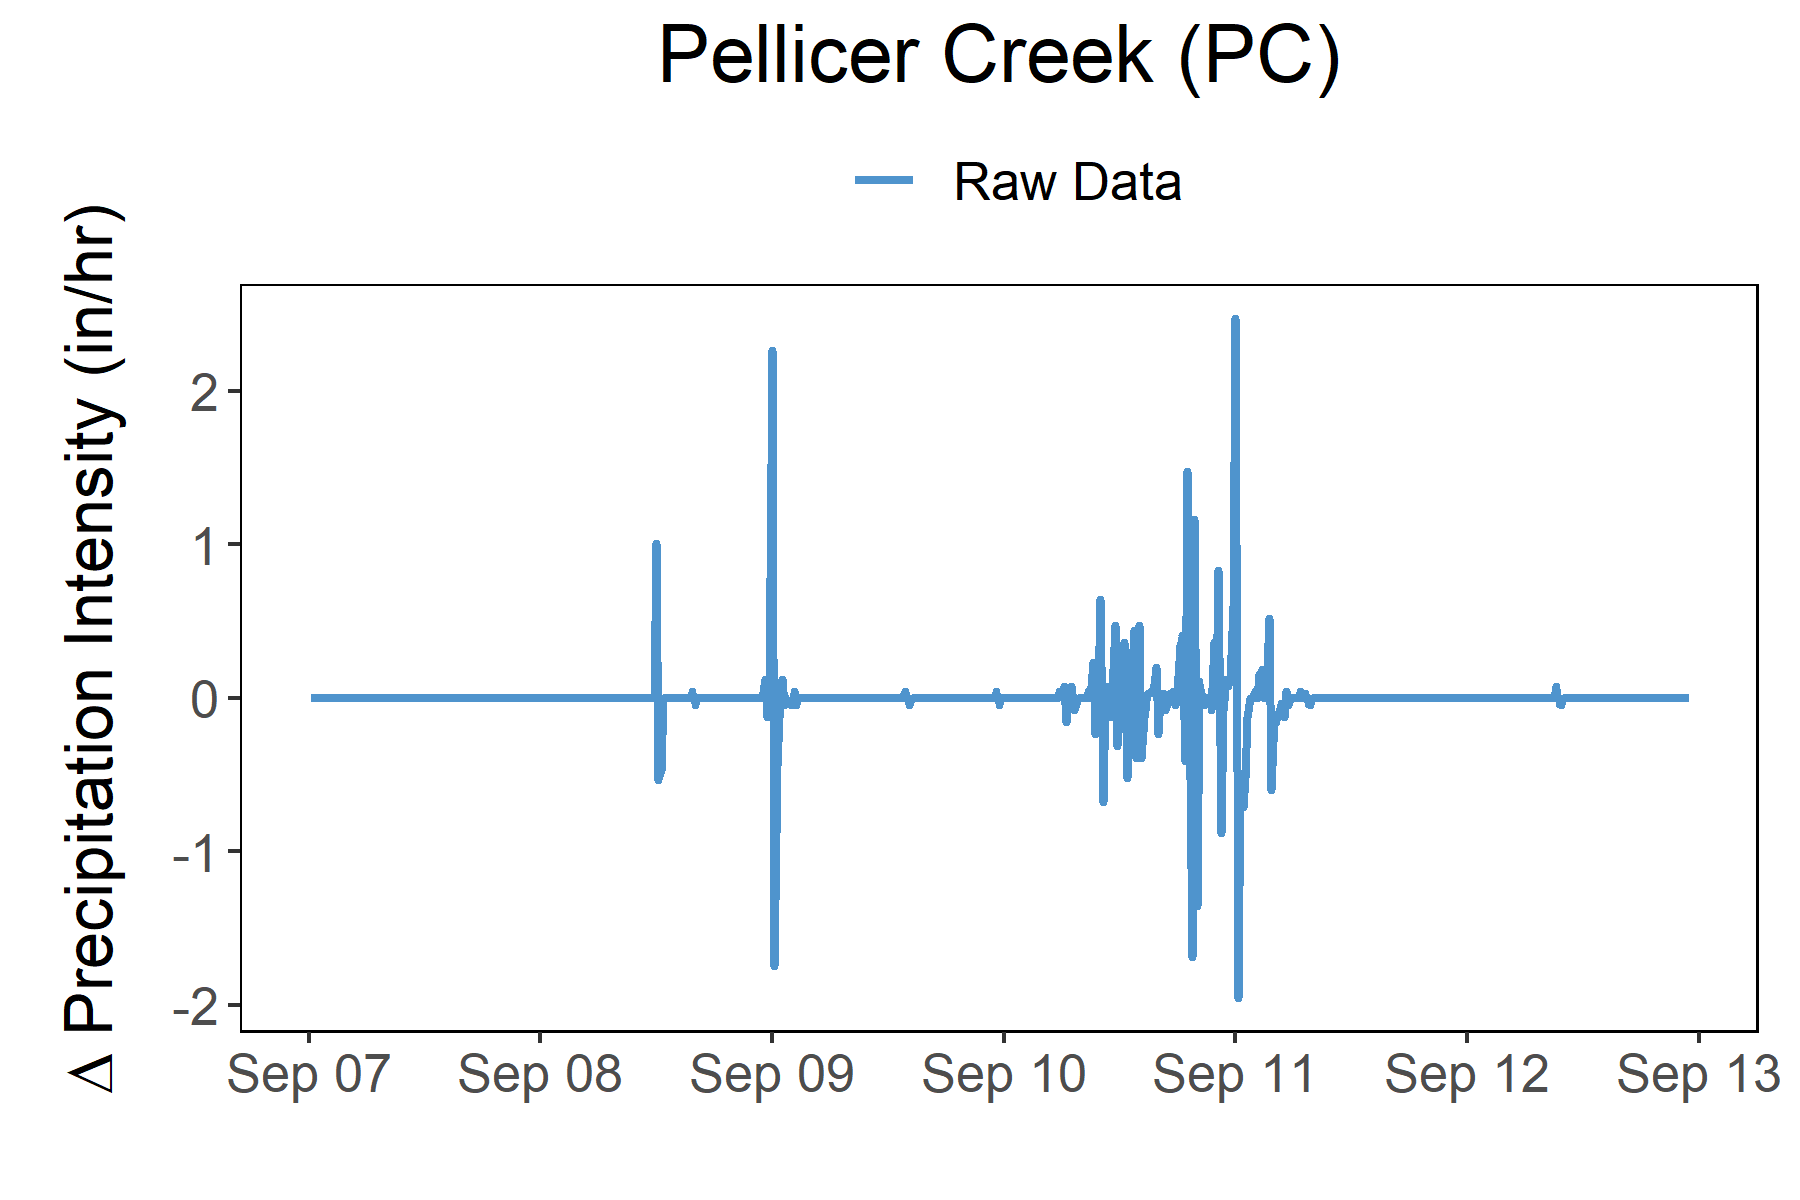 Pellicer Creek (PC)
Raw Data
Δ Precipitation Intensity (in/hr)
2
1
0
-1
-2
Sep 07 Sep 08 Sep 09 Sep 10 Sep 11 Sep 12 Sep 13